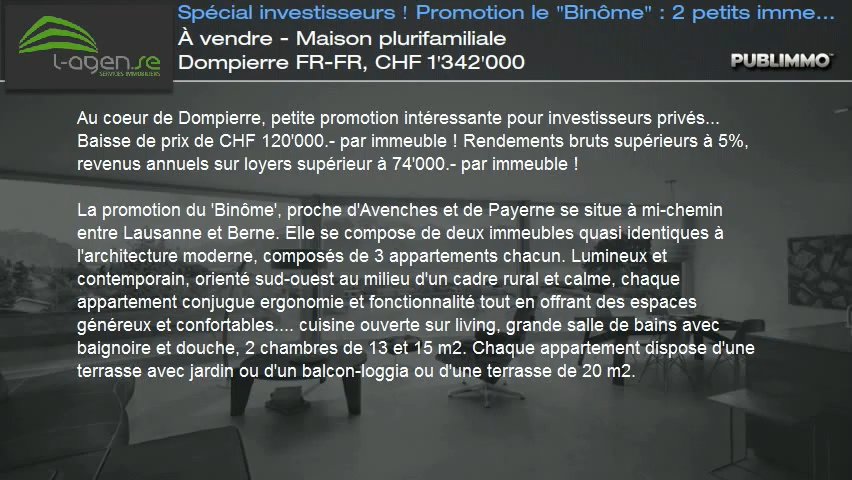 Spécial investisseurs ! Promotion le "Binôme" : 2 petits imme...
l-agen.se
SERVICES IMMOBILIERS
À vendre - Maison plurifamiliale
Dompierre FR-FR, CHF 1'342'000
PUBLIMMO
Au coeur de Dompierre, petite promotion intéressante pour investisseurs privés...
Baisse de prix de CHF 120'000.- par immeuble ! Rendements bruts supérieurs à 5%,
revenus annuels sur loyers supérieur à 74'000.- par immeuble !
La promotion du 'Binôme', proche d'Avenches et de Payerne se situe à mi-chemin
entre Lausanne et Berne. Elle se compose de deux immeubles quasi identiques à
l'architecture moderne, composés de 3 appartements chacun. Lumineux et
contemporain, orienté sud-ouest au milieu d'un cadre rural et calme, chaque
appartement conjugue ergonomie et fonctionnalité tout en offrant des espaces
généreux et confortables.... cuisine ouverte sur living, grande salle de bains avec
baignoire et douche, 2 chambres de 13 et 15 m2. Chaque appartement dispose d'une
terrasse avec jardin ou d'un balcon-loggia ou d'une terrasse de 20 m2.